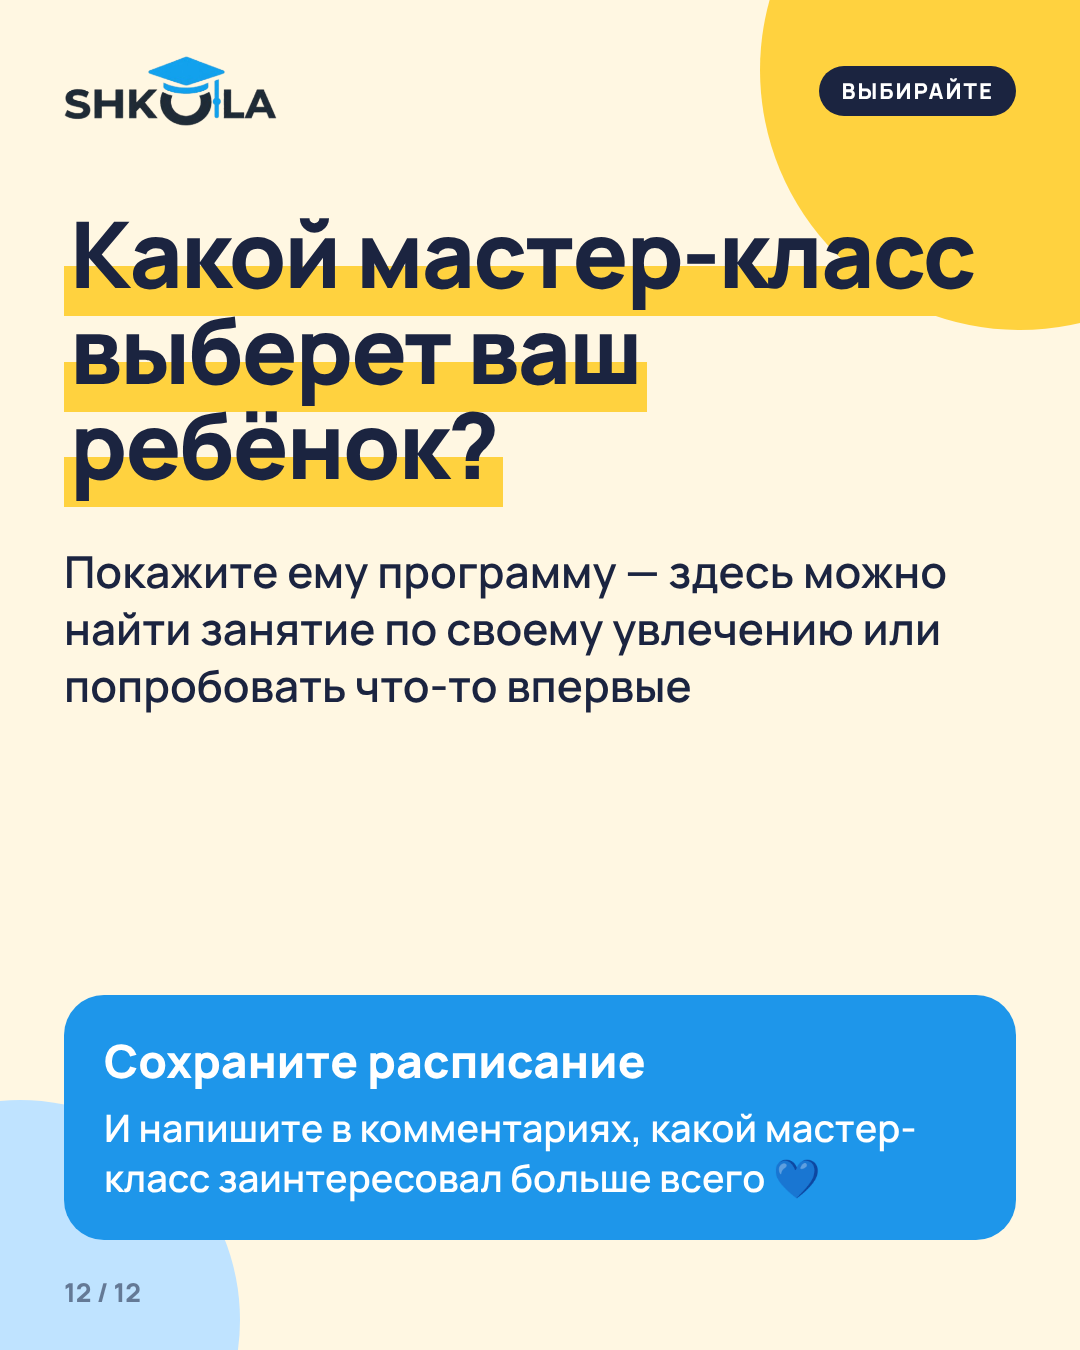 SHKOLA
ВЫБИРАЙТЕ
Какой мастер-класс
выберет ваш
ребёнок?
Покажите ему программу — здесь можно
найти занятие по своему увлечению или
попробовать что-то впервые
Сохраните расписание
И напишите в комментариях, какой мастер-
класс заинтересовал больше всего 💙
12 / 12